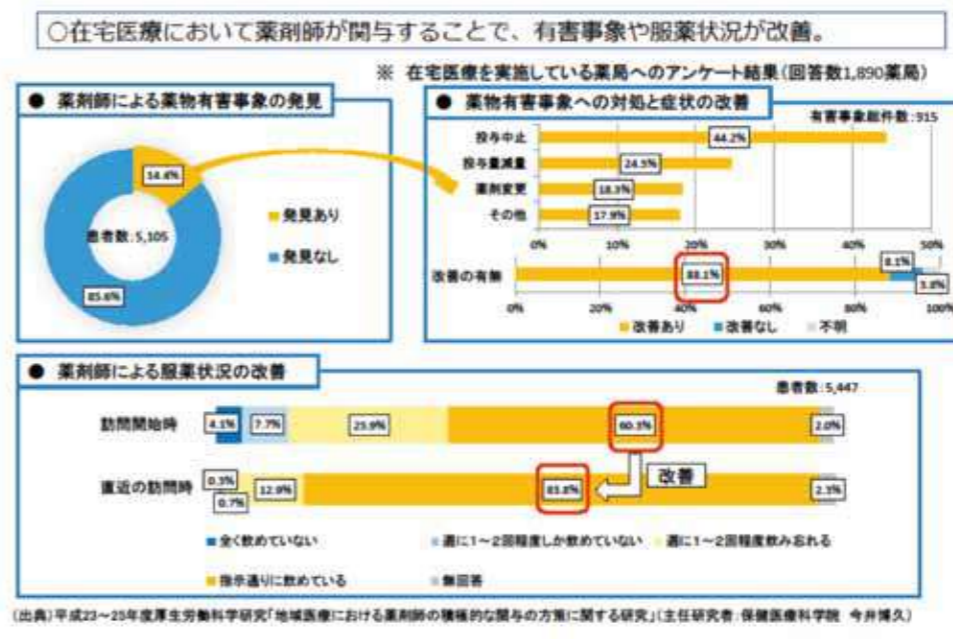 ○在宅医療において薬剤師が関与することで、有害事象や服薬状況が改善。
※ 在宅医療を実施している薬局へのアンケート結果(回答数1,890薬局)
● 薬剤師による薬物有害事象の発見
14.4%
患者数:5,105
85.6%
発見あり
発見なし
● 薬物有害事象への対処と症状の改善
有害事象総件数:915
投与中止 44.2%
投与量減量 24.5%
薬剤変更 18.3%
その他 17.9%
0% 10% 20% 30% 40% 50%
改善の有無 88.1% 8.1% 3.8%
0% 20% 40% 60% 80% 100%
改善あり 改善なし 不明
● 薬剤師による服薬状況の改善
患者数:5,447
訪問開始時 4.1% 7.7% 25.9% 60.3% 2.0%
改善
直近の訪問時 0.3% 0.7% 12.9% 83.8% 2.3%
全く飲めていない 週に1~2回程度しか飲めていない 週に1~2回程度飲み忘れる
指示通りに飲めている 無回答
(出典)平成23~25年度厚生労働科学研究「地域医療における薬剤師の積極的な関与の方策に関する研究」(主任研究者:保健医療科学院 今井博久)